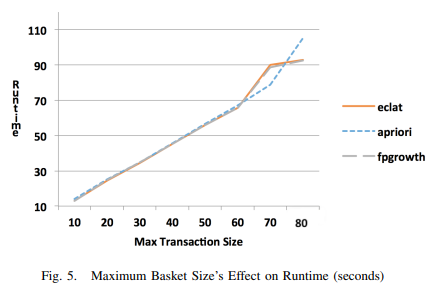 110
90
70
50
30
10
Runtime
10 20 30 40 50 60 70 80
Max Transaction Size
eclat
apriori
fpgrowth
Fig. 5. Maximum Basket Size's Effect on Runtime (seconds)